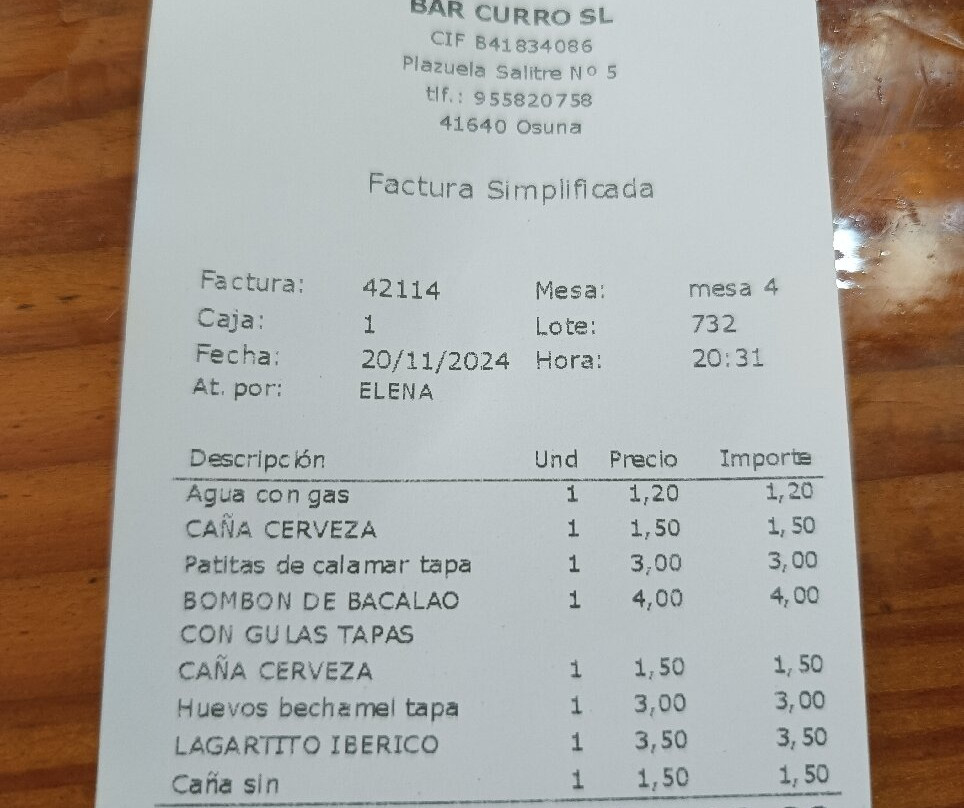 BAR CURRO SL
CIF B41834086
Plazuela Salitre Nº 5
tlf.: 955820758
41640 Osuna
Factura Simplificada
Factura: 42114 Mesa: mesa 4
Caja: 1 Lote: 732
Fecha: 20/11/2024 Hora: 20:31
At. por: ELENA
Descripción Und Precio Importe
Agua con gas 1 1,20 1,20
CAÑA CERVEZA 1 1,50 1,50
Patitas de calamar tapa 1 3,00 3,00
BOMBON DE BACALAO 1 4,00 4,00
CON GULAS TAPAS
CAÑA CERVEZA 1 1,50 1,50
Huevos bechamel tapa 1 3,00 3,00
LAGARTITO IBERICO 1 3,50 3,50
Caña sin 1 1,50 1,50